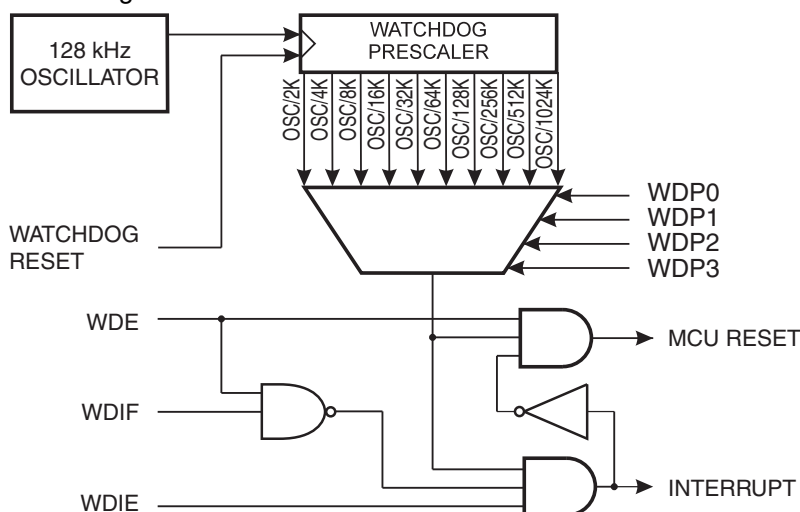 128 kHz
OSCILLATOR
WATCHDOG
PRESCALER
OSC/2K
OSC/4K
OSC/8K
OSC/16K
OSC/32K
OSC/64K
OSC/128K
OSC/256K
OSC/512K
OSC/1024K
WDP0
WDP1
WDP2
WDP3
WATCHDOG
RESET
WDE
MCU RESET
WDIF
INTERRUPT
WDIE